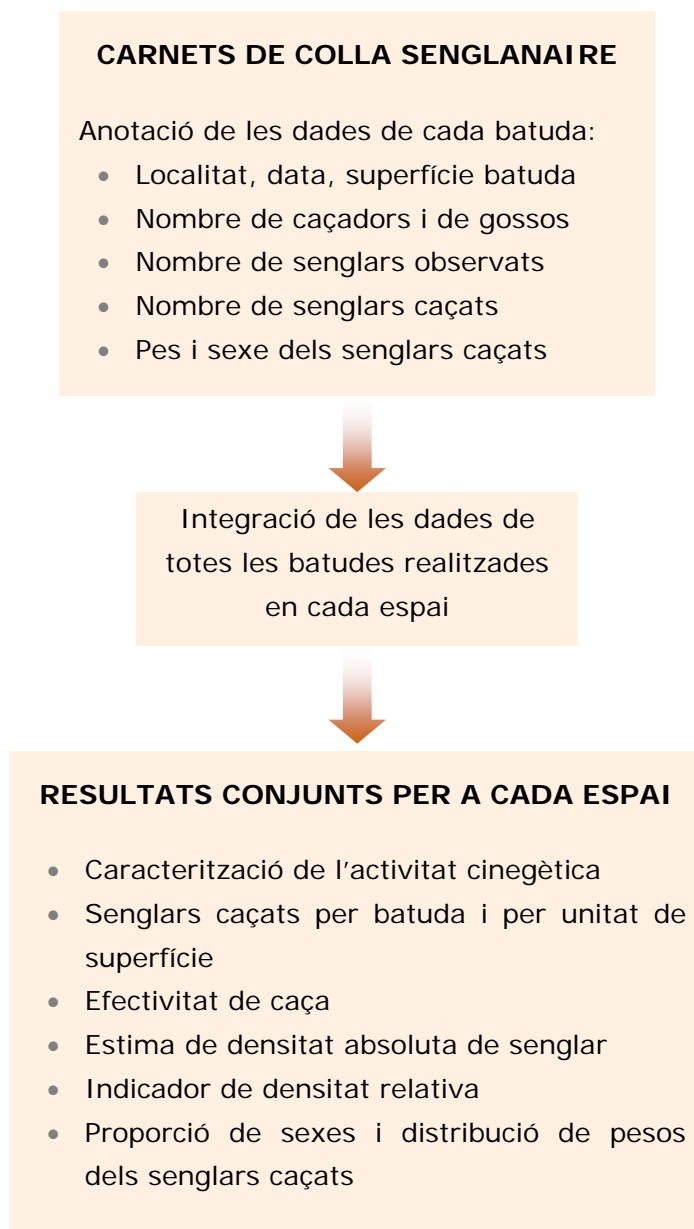 CARNETS DE COLLA SENGLANAIRE
Anotació de les dades de cada batuda:
• Localitat, data, superfície batuda
• Nombre de caçadors i de gossos
• Nombre de senglars observats
• Nombre de senglars caçats
• Pes i sexe dels senglars caçats
Integració de les dades de
totes les batudes realitzades
en cada espai
RESULTATS CONJUNTS PER A CADA ESPAI
• Caracterització de l’activitat cinegètica
• Senglars caçats per batuda i per unitat de
superfície
• Efectivitat de caça
• Estima de densitat absoluta de senglar
• Indicador de densitat relativa
• Proporció de sexes i distribució de pesos
dels senglars caçats